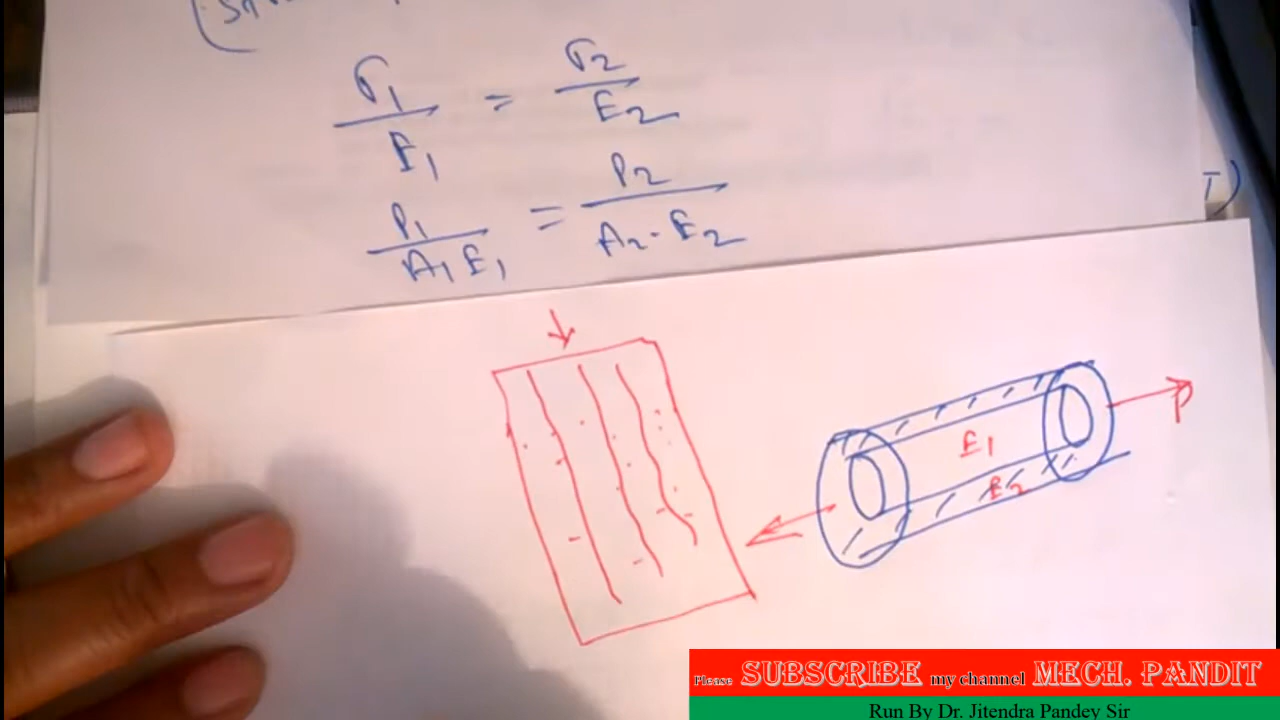 σ1/E1 = σ2/E2
P1/A1E1 = P2/A2·E2
E1
E2
P
Please SUBSCRIBE my channel MECH. PANDIT
Run By Dr. Jitendra Pandey Sir